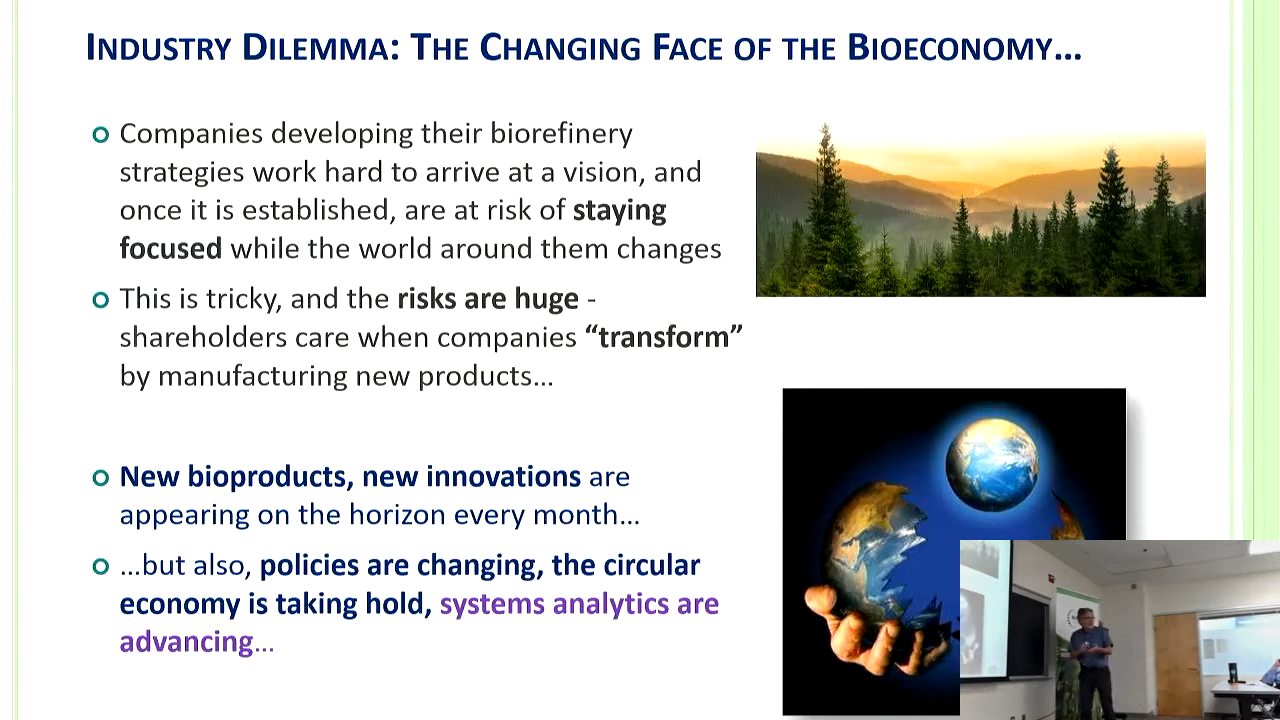 INDUSTRY DILEMMA: THE CHANGING FACE OF THE BIOECONOMY...
Companies developing their biorefinery
strategies work hard to arrive at a vision, and
once it is established, are at risk of staying
focused while the world around them changes
This is tricky, and the risks are huge -
shareholders care when companies “transform”
by manufacturing new products...
New bioproducts, new innovations are
appearing on the horizon every month...
...but also, policies are changing, the circular
economy is taking hold, systems analytics are
advancing...